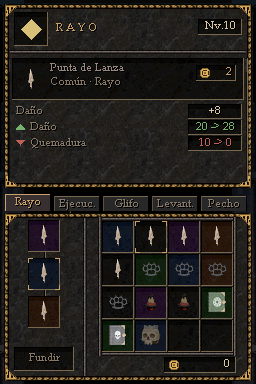 RAYO
Nv.10
Punta de Lanza
2
Común · Rayo
Daño
+8
Daño
20 -> 28
Quemadura
10 -> 0
Rayo
Ejecuc.
Glifo
Levant.
Pecho
Fundir
0